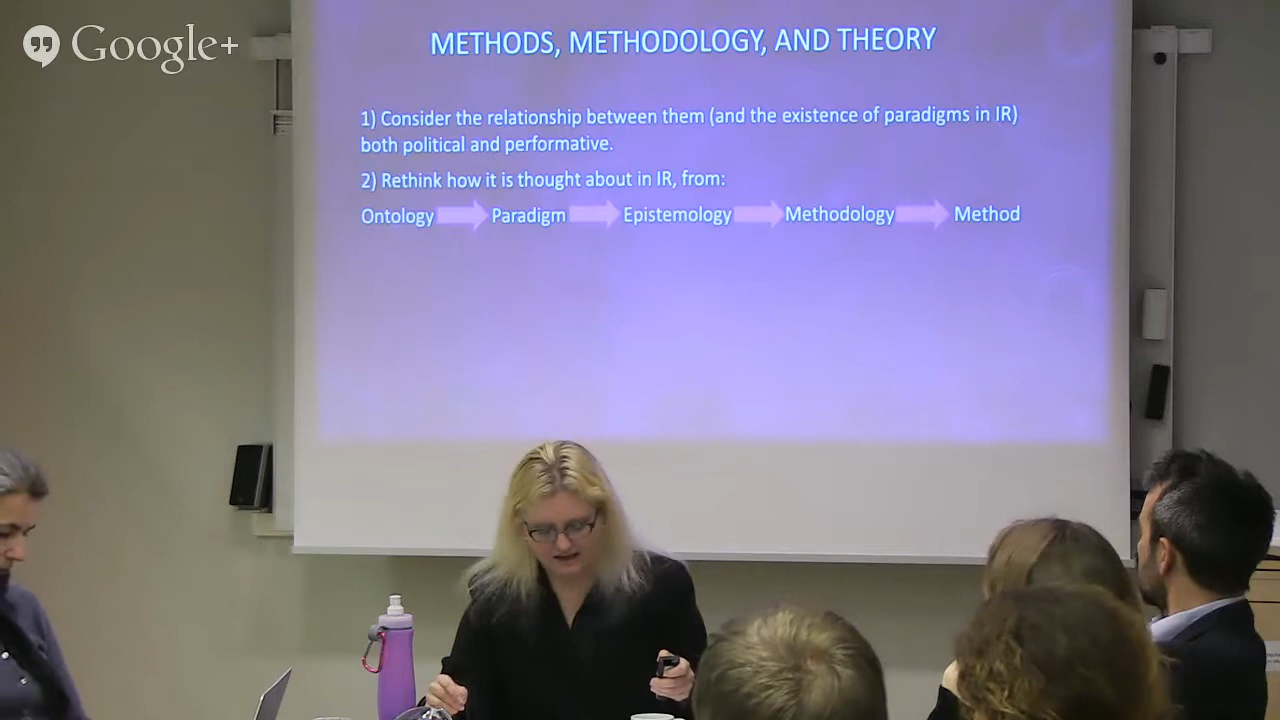 Google+
METHODS, METHODOLOGY, AND THEORY
1) Consider the relationship between them (and the existence of paradigms in IR)
both political and performative.
2) Rethink how it is thought about in IR, from:
Ontology Paradigm Epistemology Methodology Method